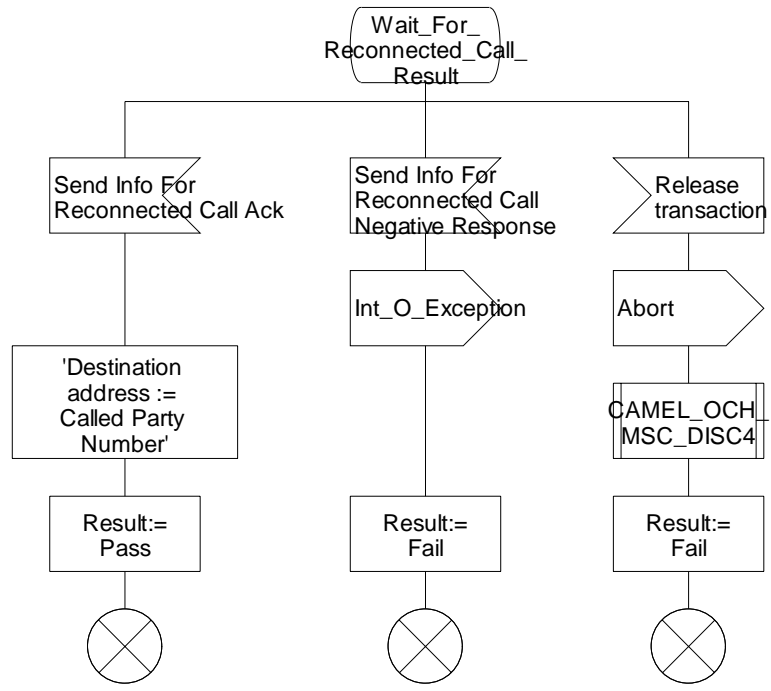 Wait_For_
Reconnected_Call_
Result
Send Info For
Reconnected Call Ack
Send Info For
Reconnected Call
Negative Response
Release
transaction
Int_O_Exception
Abort
'Destination
address :=
Called Party
Number'
CAMEL_OCH_
MSC_DISC4
Result:=
Pass
Result:=
Fail
Result:=
Fail